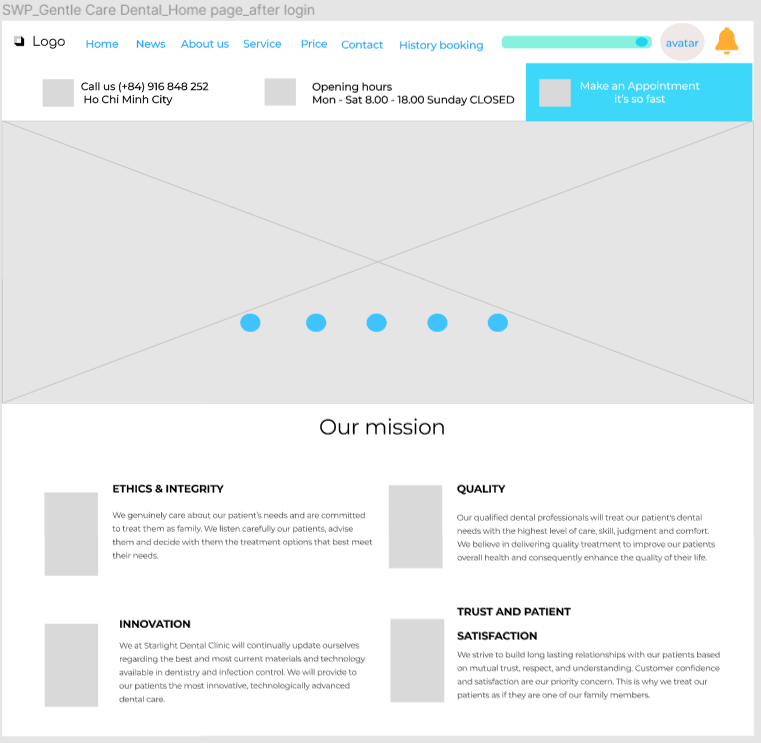 SWP_Gentle Care Dental_Home page_after login
Logo
Home News About us Service Price Contact History booking
avatar
Call us (+84) 916 848 252
Ho Chi Minh City
Opening hours
Mon - Sat 8.00 - 18.00 Sunday CLOSED
Make an Appointment
it's so fast
Our mission
ETHICS & INTEGRITY
We genuinely care about our patient's needs and are committed
to treat them as family. We listen carefully our patients, advise
them and decide with them the treatment options that best meet
their needs.
QUALITY
Our qualified dental professionals will treat our patient's dental
needs with the highest level of care, skill, judgment and comfort.
We believe in delivering quality treatment to improve our patients
overall health and consequently enhance the quality of their life.
INNOVATION
We at Starlight Dental Clinic will continually update ourselves
regarding the best and most current materials and technology
available in dentistry and infection control. We will provide to
our patients the most innovative, technologically advanced
dental care.
TRUST AND PATIENT
SATISFACTION
We strive to build long lasting relationships with our patients based
on mutual trust, respect, and understanding. Customer confidence
and satisfaction are our priority concern. This is why we treat our
patients as if they are one of our family members.